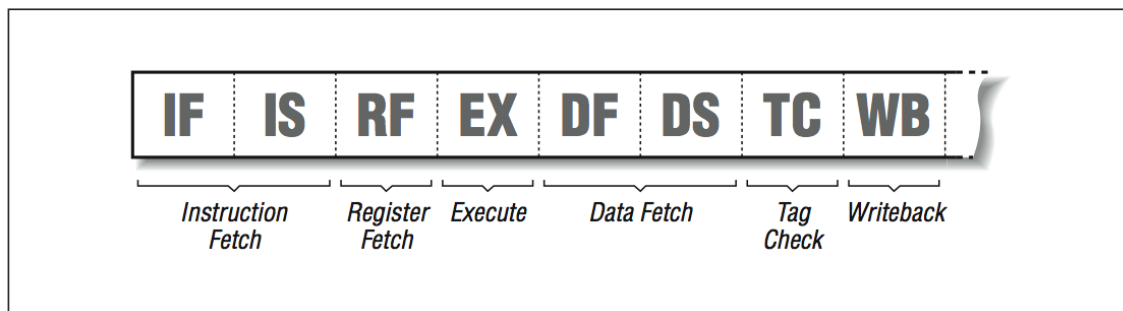 IF IS RF EX DF DS TC WB
Instruction Fetch
Register Fetch
Execute
Data Fetch
Tag Check
Writeback